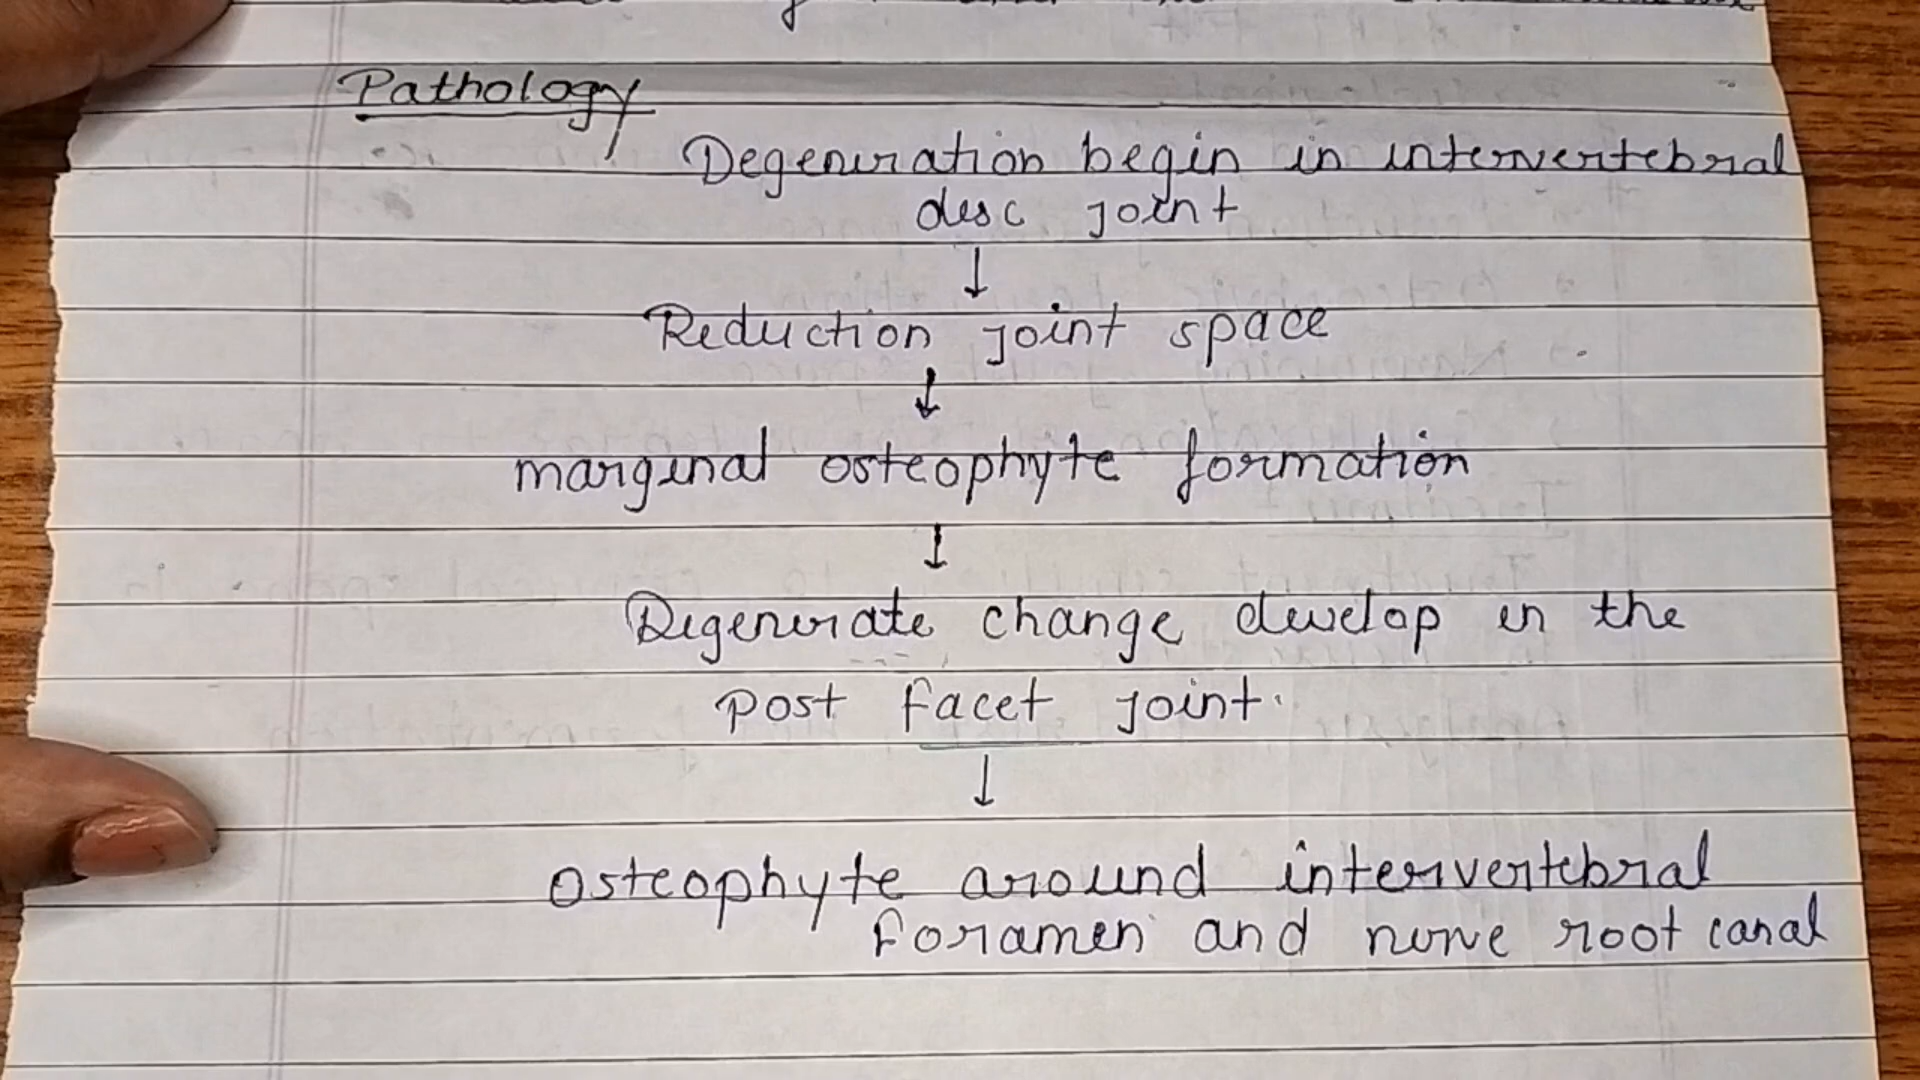 Pathology
Degeneration begin in intervertebral
disc joint
↓
Reduction joint space
↓
marginal osteophyte formation
↓
Degenerate change develop in the
post facet joint.
↓
Osteophyte around intervertebral
foramen and nerve root canal